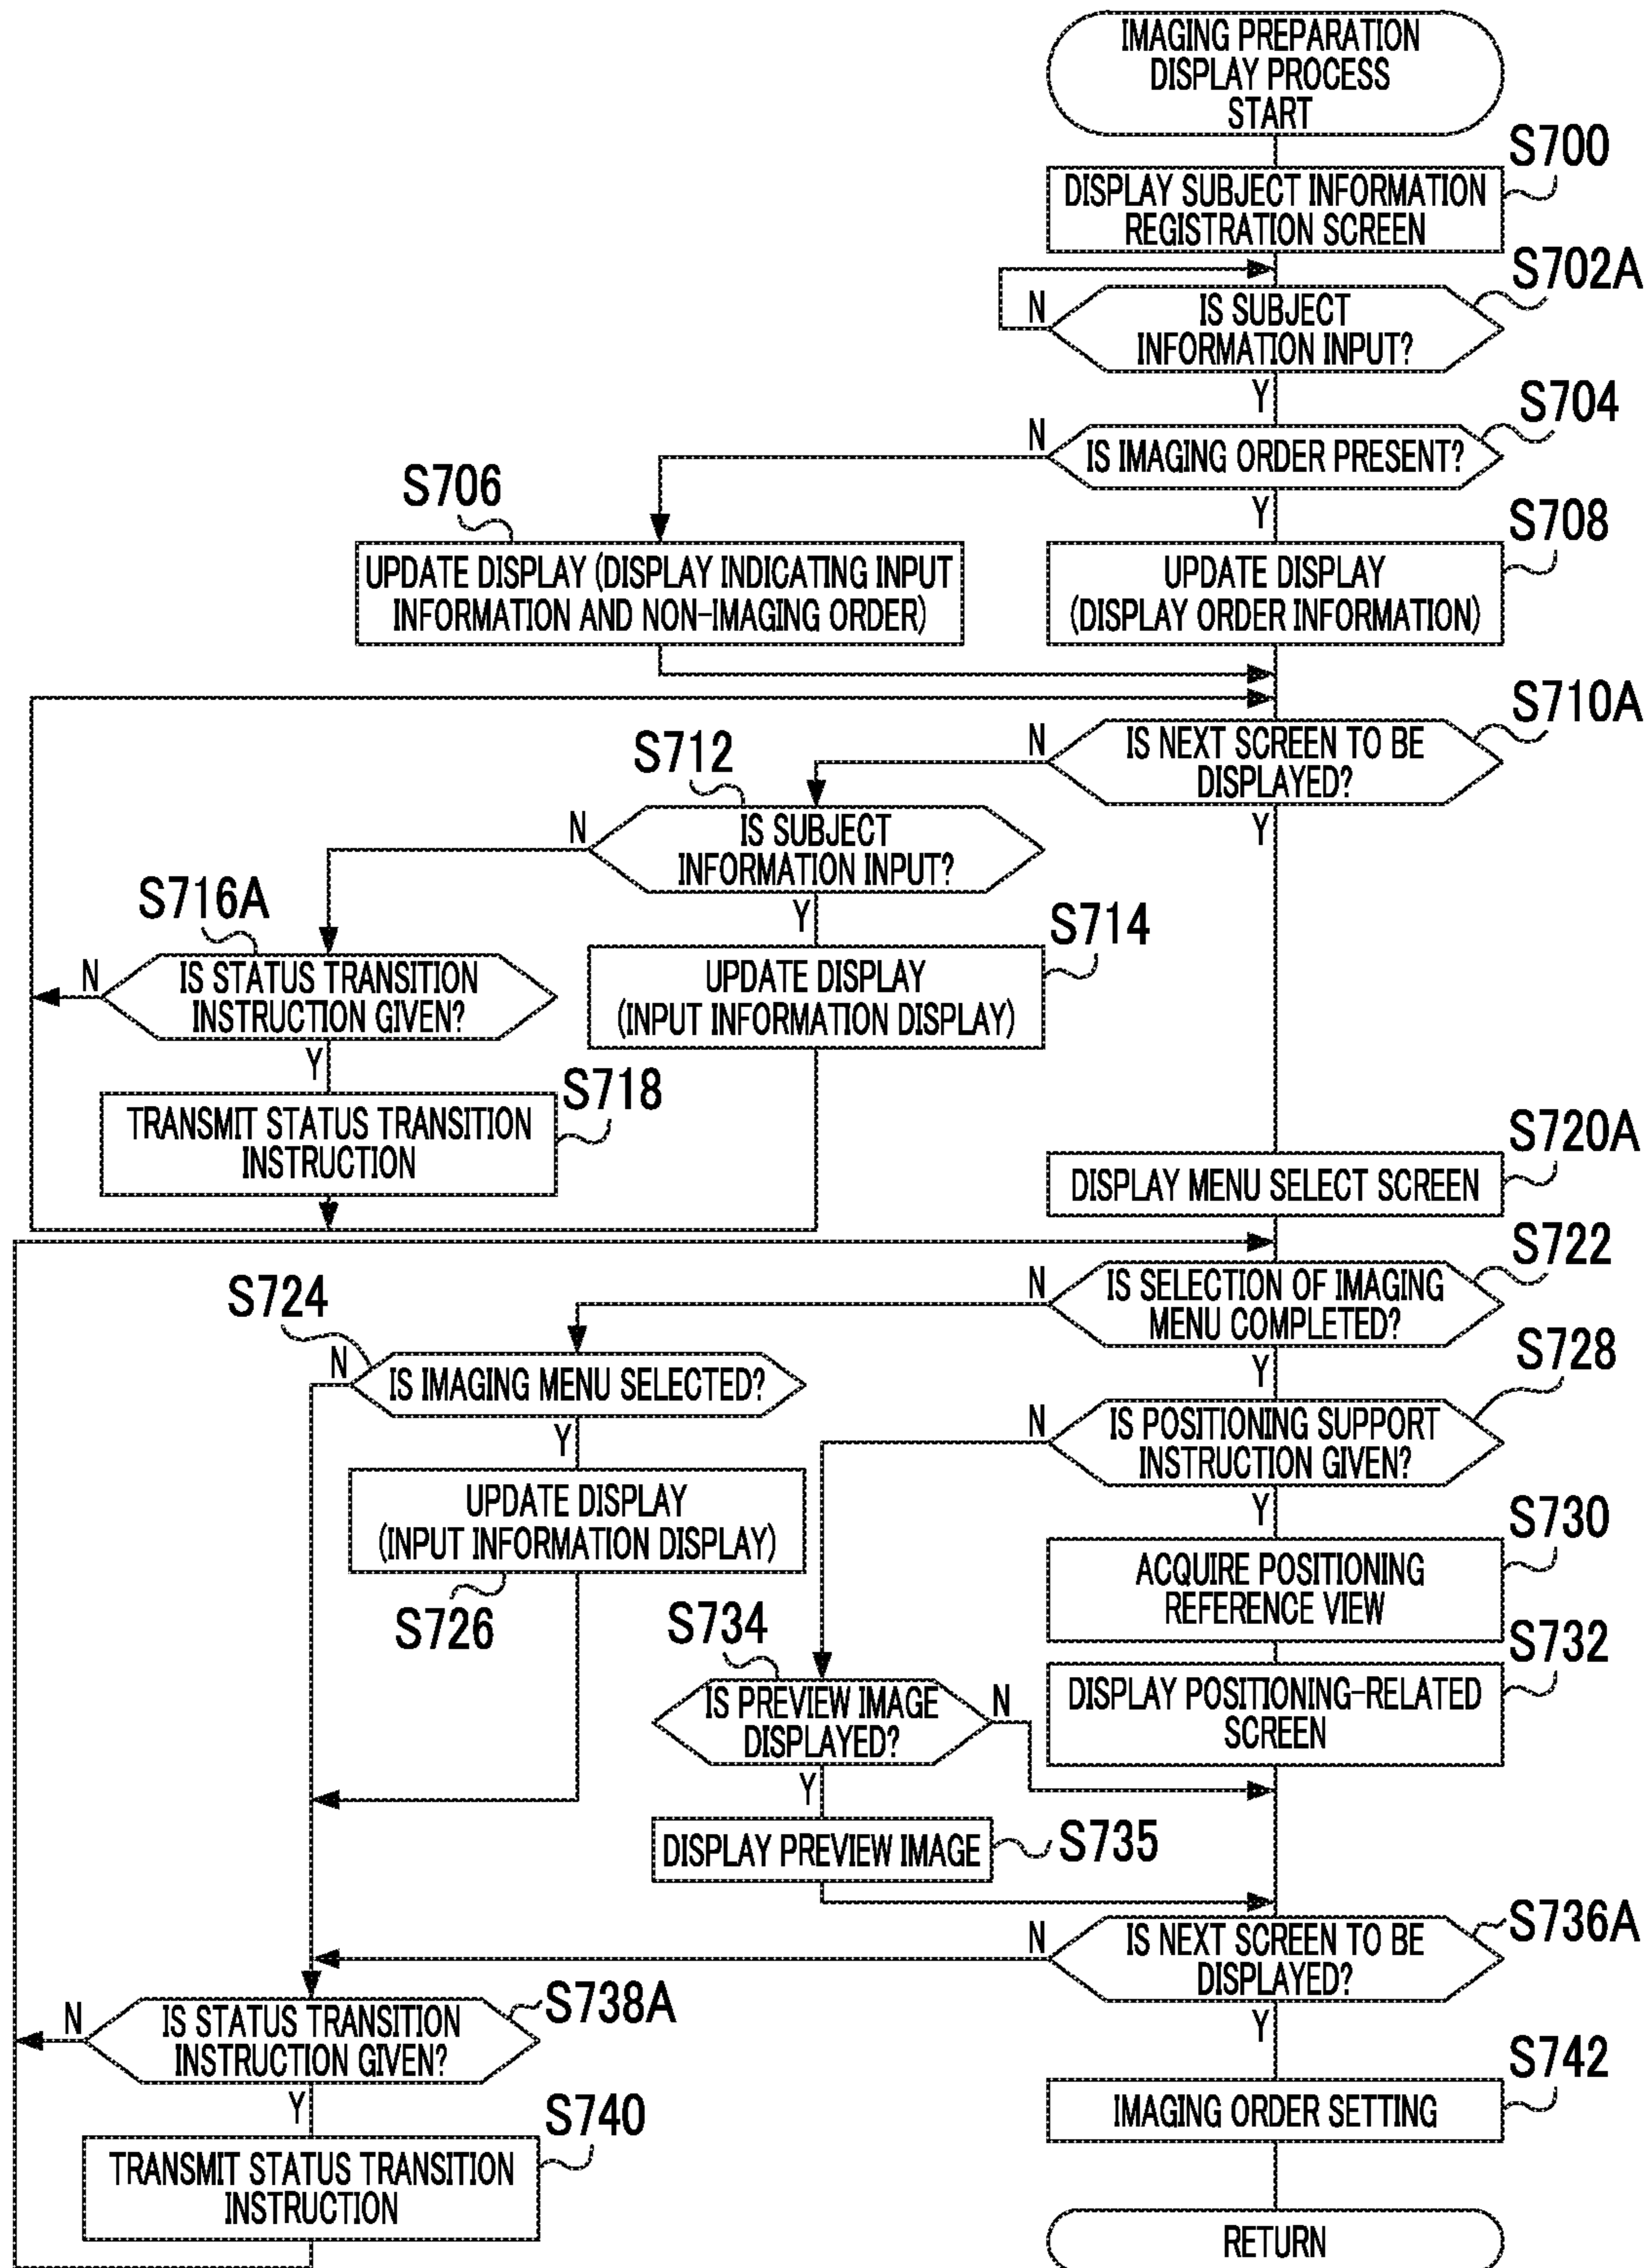 IMAGING PREPARATION
DISPLAY PROCESS
START
S700
DISPLAY SUBJECT INFORMATION
REGISTRATION SCREEN
S702A
N
IS SUBJECT
INFORMATION INPUT?
Y
S704
N
IS IMAGING ORDER PRESENT?
Y
S706
S708
UPDATE DISPLAY (DISPLAY INDICATING INPUT
INFORMATION AND NON-IMAGING ORDER)
UPDATE DISPLAY
(DISPLAY ORDER INFORMATION)
S710A
N
IS NEXT SCREEN TO BE
DISPLAYED?
Y
S712
N
IS SUBJECT
INFORMATION INPUT?
Y
S714
UPDATE DISPLAY
(INPUT INFORMATION DISPLAY)
S716A
N
IS STATUS TRANSITION
INSTRUCTION GIVEN?
Y
S718
TRANSMIT STATUS TRANSITION
INSTRUCTION
S720A
DISPLAY MENU SELECT SCREEN
S722
N
IS SELECTION OF IMAGING
MENU COMPLETED?
Y
S724
N
IS IMAGING MENU SELECTED?
Y
UPDATE DISPLAY
(INPUT INFORMATION DISPLAY)
S726
S728
N
IS POSITIONING SUPPORT
INSTRUCTION GIVEN?
Y
S730
ACQUIRE POSITIONING
REFERENCE VIEW
S732
DISPLAY POSITIONING-RELATED
SCREEN
S734
IS PREVIEW IMAGE
DISPLAYED?
N
Y
DISPLAY PREVIEW IMAGE
S735
S736A
N
IS NEXT SCREEN TO BE
DISPLAYED?
Y
S738A
N
IS STATUS TRANSITION
INSTRUCTION GIVEN?
Y
S740
TRANSMIT STATUS TRANSITION
INSTRUCTION
S742
IMAGING ORDER SETTING
RETURN